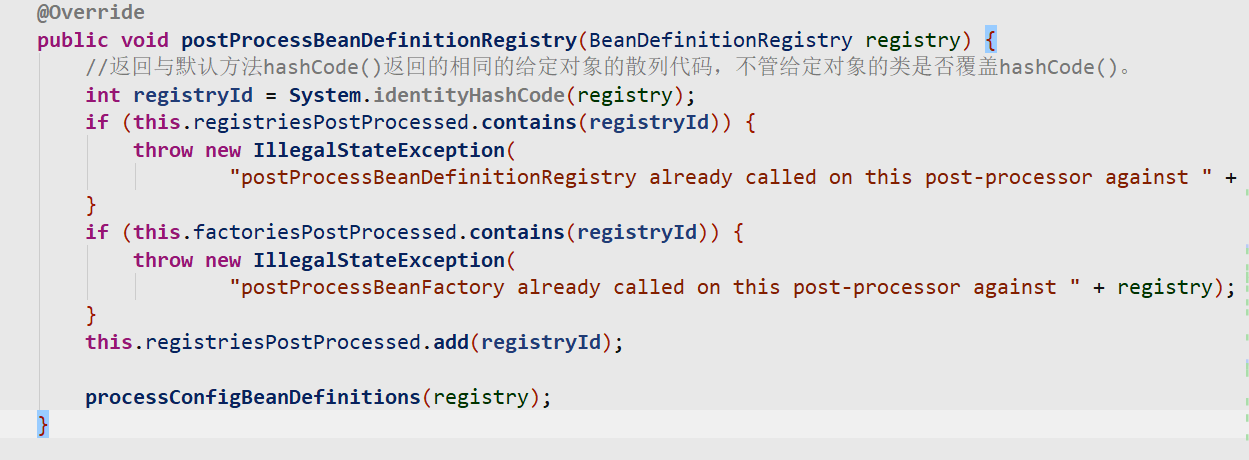 @Override
public void postProcessBeanDefinitionRegistry(BeanDefinitionRegistry registry) {
//返回与默认方法hashCode()返回的相同的给定对象的散列代码，不管给定对象的类是否覆盖hashCode()。
int registryId = System.identityHashCode(registry);
if (this.registriesPostProcessed.contains(registryId)) {
throw new IllegalStateException(
"postProcessBeanDefinitionRegistry already called on this post-processor against " +
}
if (this.factoriesPostProcessed.contains(registryId)) {
throw new IllegalStateException(
"postProcessBeanFactory already called on this post-processor against " + registry);
}
this.registriesPostProcessed.add(registryId);
processConfigBeanDefinitions(registry);
}